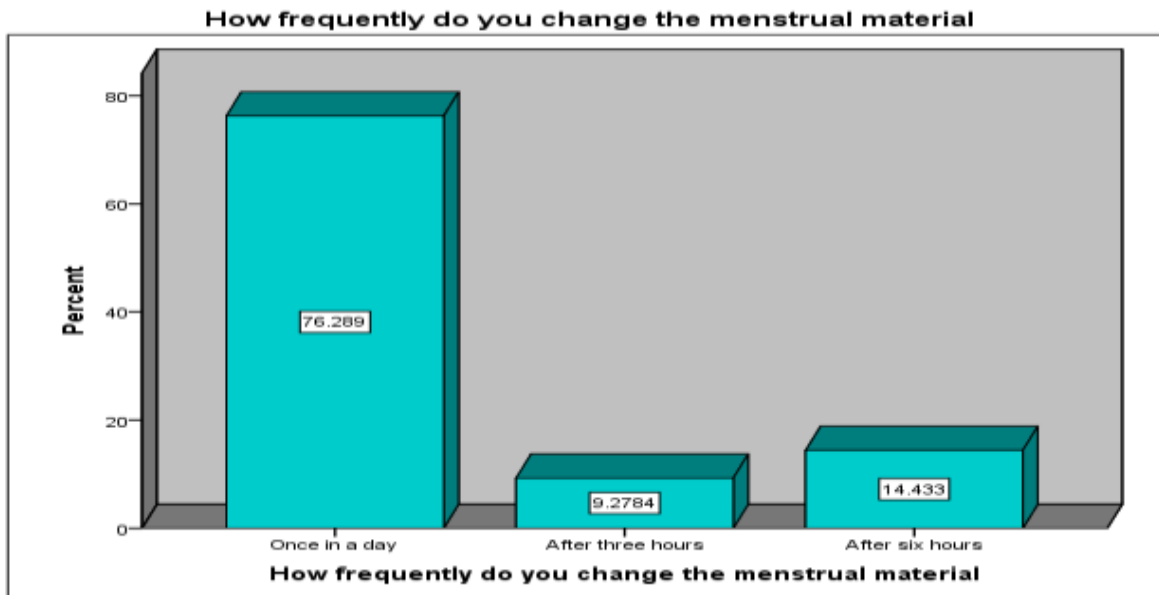 How frequently do you change the menstrual material
Percent
80
60
40
20
0
76.289
9.2784
14.433
Once in a day
After three hours
After six hours
How frequently do you change the menstrual material